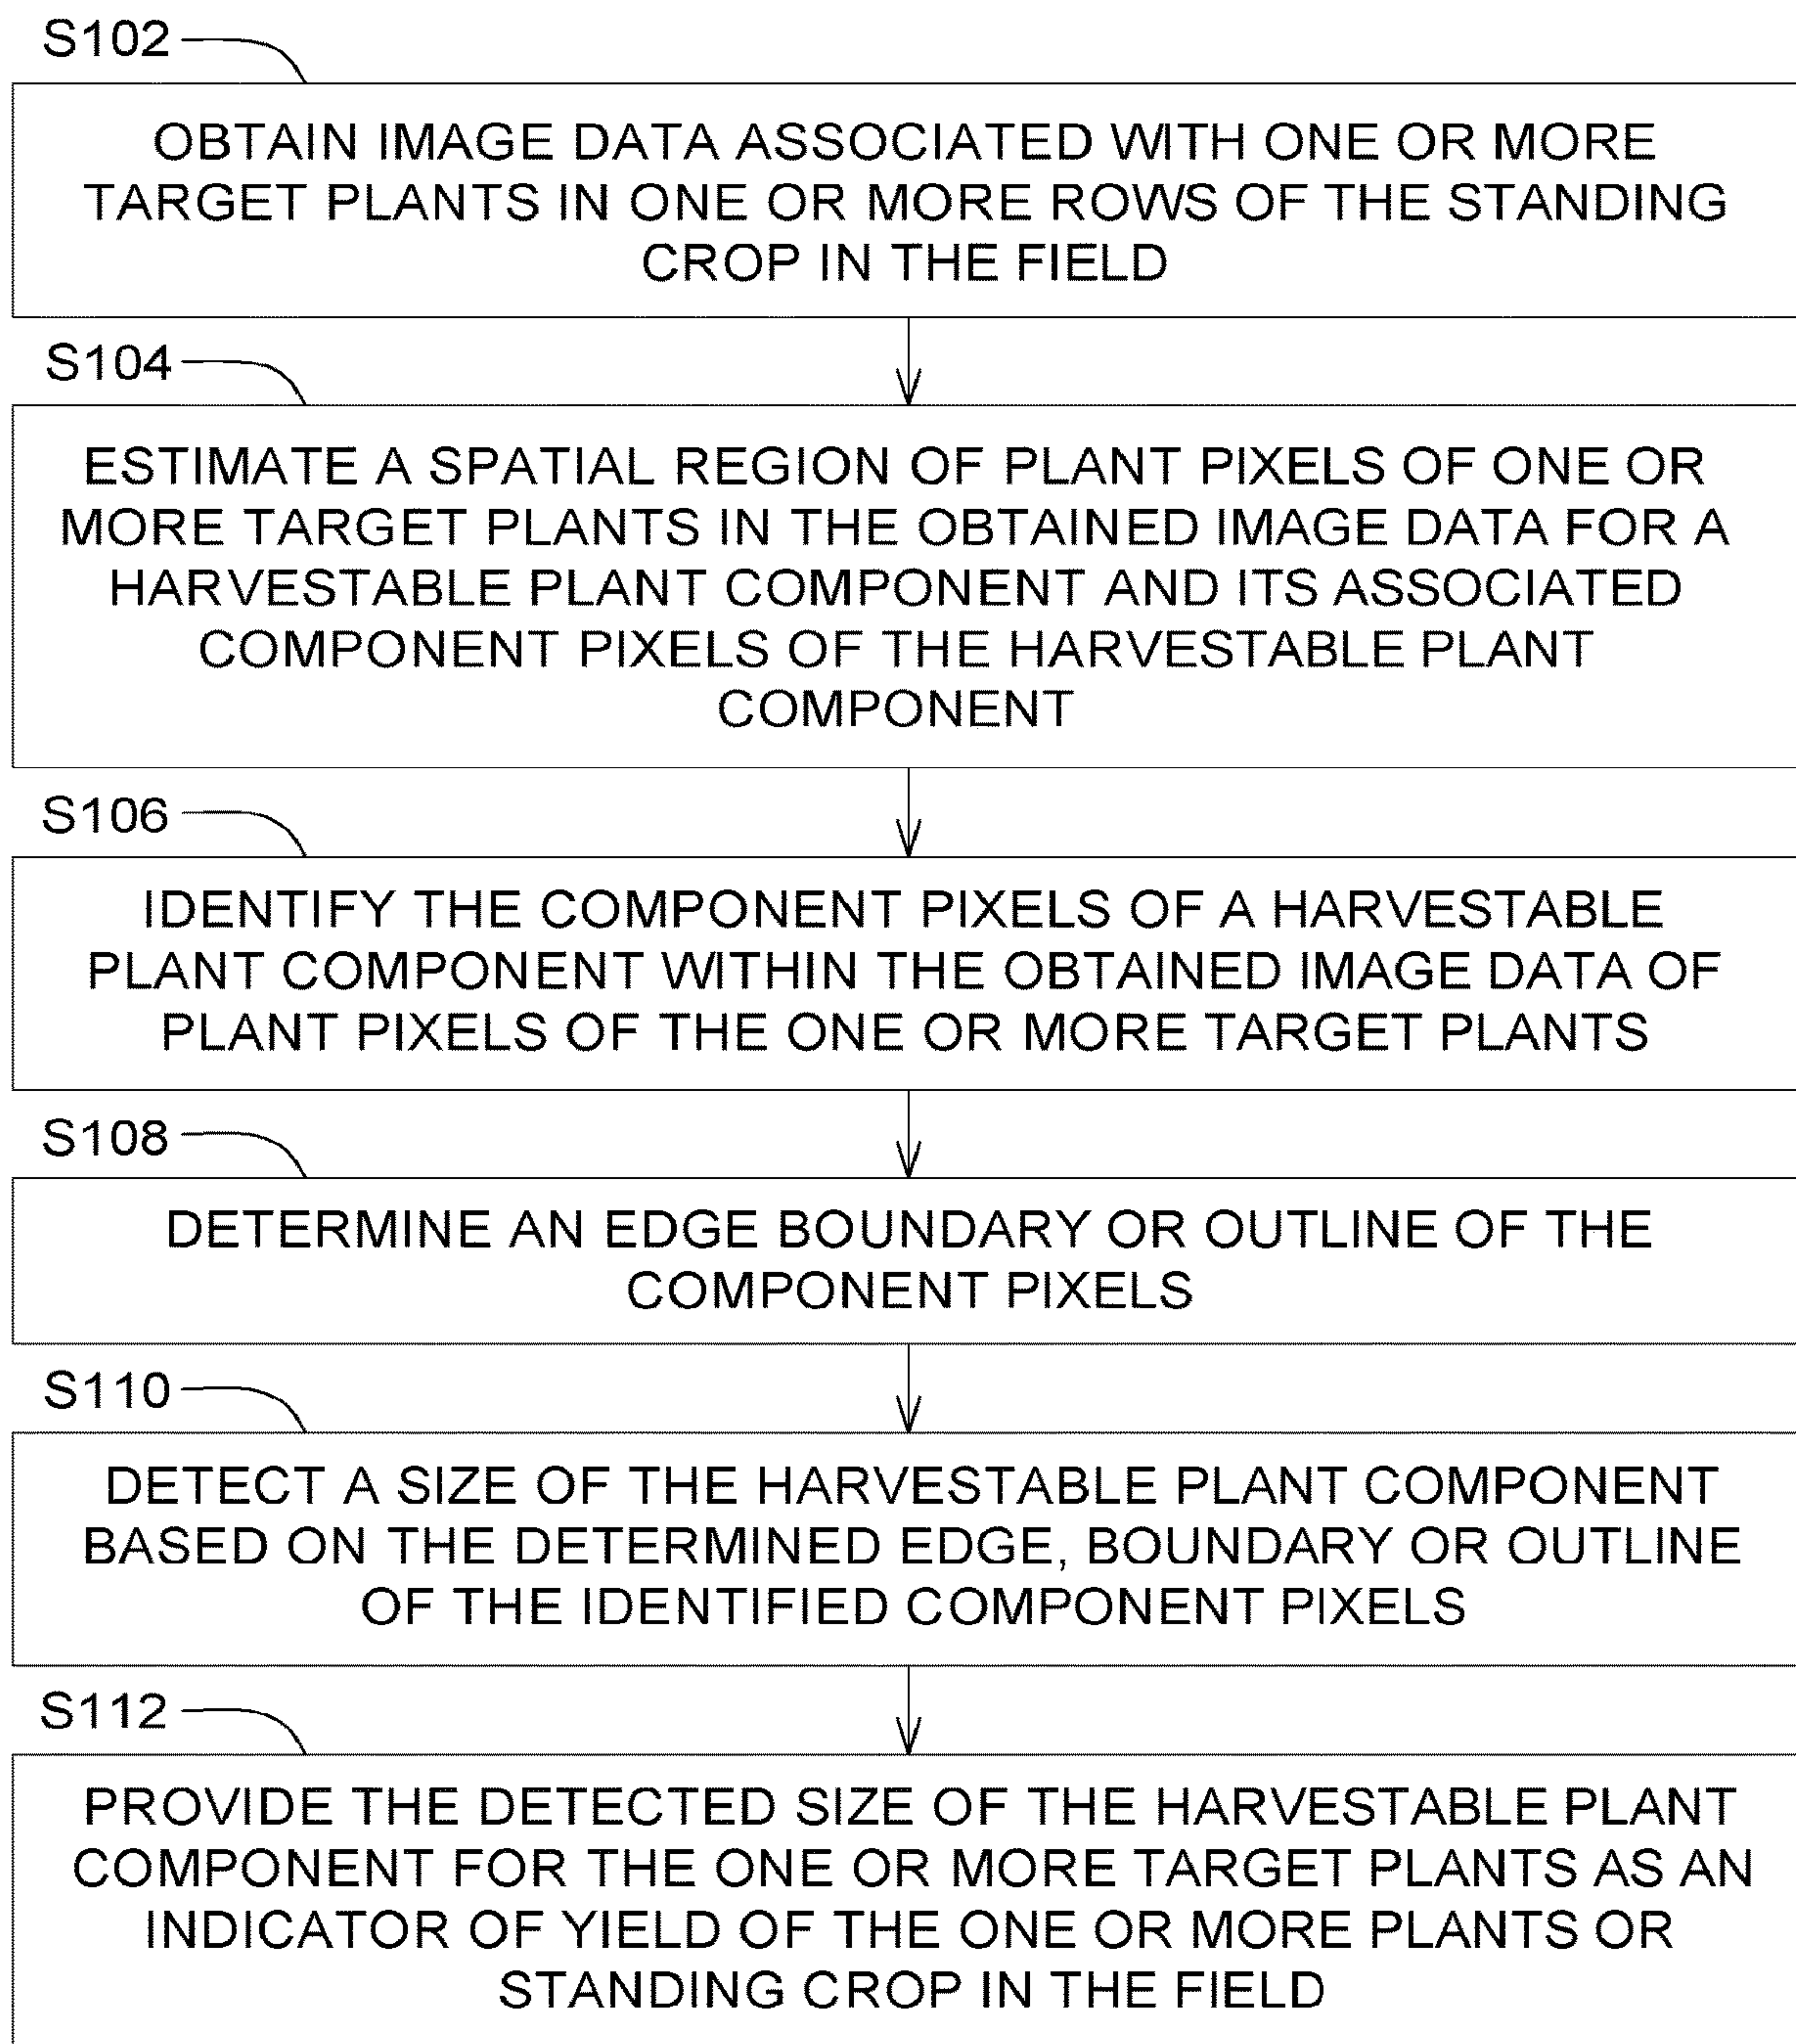 S102
OBTAIN IMAGE DATA ASSOCIATED WITH ONE OR MORE
TARGET PLANTS IN ONE OR MORE ROWS OF THE STANDING
CROP IN THE FIELD
S104
ESTIMATE A SPATIAL REGION OF PLANT PIXELS OF ONE OR
MORE TARGET PLANTS IN THE OBTAINED IMAGE DATA FOR A
HARVESTABLE PLANT COMPONENT AND ITS ASSOCIATED
COMPONENT PIXELS OF THE HARVESTABLE PLANT
COMPONENT
S106
IDENTIFY THE COMPONENT PIXELS OF A HARVESTABLE
PLANT COMPONENT WITHIN THE OBTAINED IMAGE DATA OF
PLANT PIXELS OF THE ONE OR MORE TARGET PLANTS
S108
DETERMINE AN EDGE BOUNDARY OR OUTLINE OF THE
COMPONENT PIXELS
S110
DETECT A SIZE OF THE HARVESTABLE PLANT COMPONENT
BASED ON THE DETERMINED EDGE, BOUNDARY OR OUTLINE
OF THE IDENTIFIED COMPONENT PIXELS
S112
PROVIDE THE DETECTED SIZE OF THE HARVESTABLE PLANT
COMPONENT FOR THE ONE OR MORE TARGET PLANTS AS AN
INDICATOR OF YIELD OF THE ONE OR MORE PLANTS OR
STANDING CROP IN THE FIELD